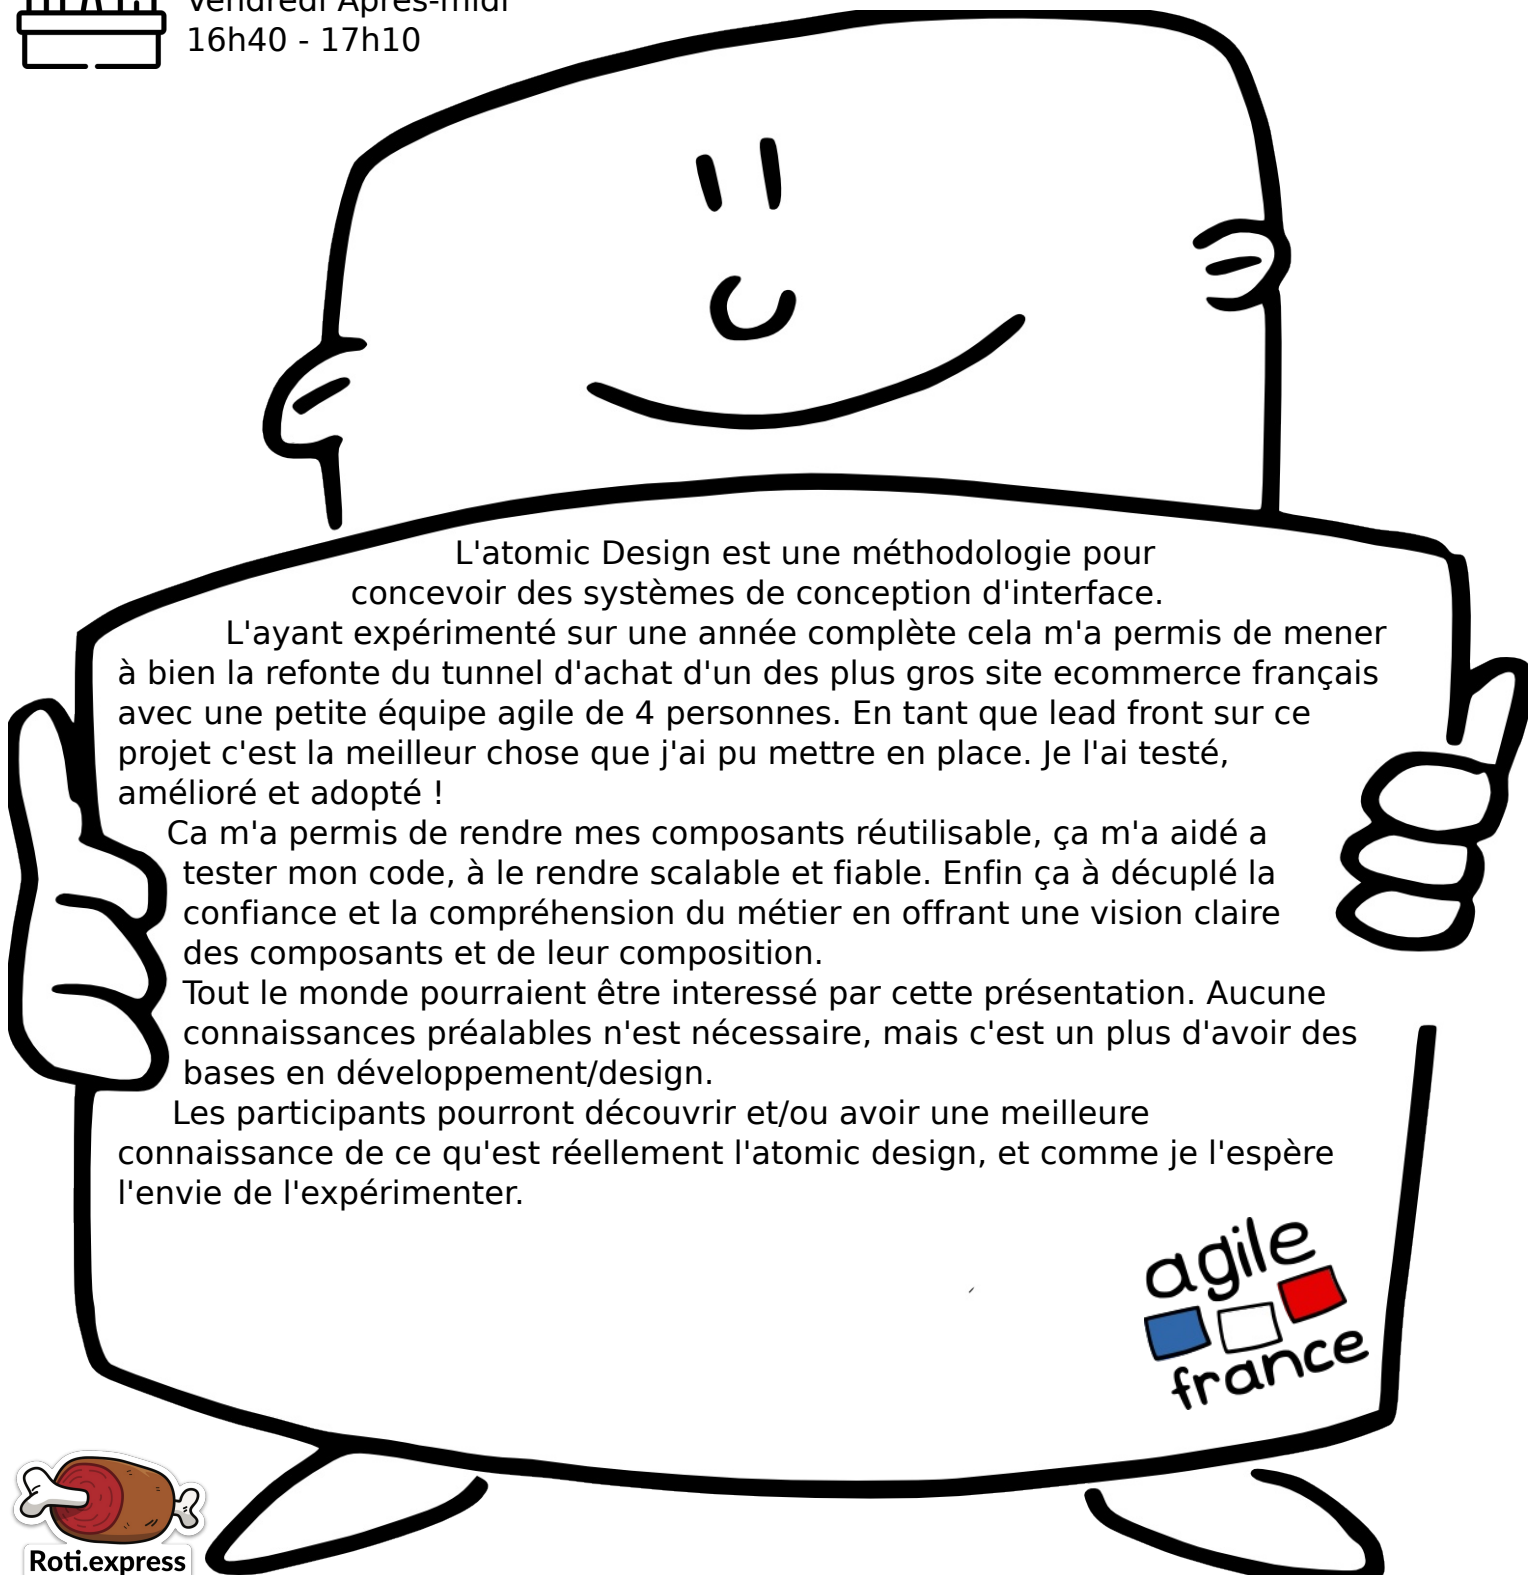 Vendredi Après-midi
16h40 - 17h10
L'atomic Design est une méthodologie pour
concevoir des systèmes de conception d'interface.
L'ayant expérimenté sur une année complète cela m'a permis de mener
à bien la refonte du tunnel d'achat d'un des plus gros site ecommerce français
avec une petite équipe agile de 4 personnes. En tant que lead front sur ce
projet c'est la meilleur chose que j'ai pu mettre en place. Je l'ai testé,
amélioré et adopté !
Ca m'a permis de rendre mes composants réutilisable, ça m'a aidé a
tester mon code, à le rendre scalable et fiable. Enfin ça à décuplé la
confiance et la compréhension du métier en offrant une vision claire
des composants et de leur composition.
Tout le monde pourraient être interessé par cette présentation. Aucune
connaissances préalables n'est nécessaire, mais c'est un plus d'avoir des
bases en développement/design.
Les participants pourront découvrir et/ou avoir une meilleure
connaissance de ce qu'est réellement l'atomic design, et comme je l'espère
l'envie de l'expérimenter.
agile
france
Roti.express